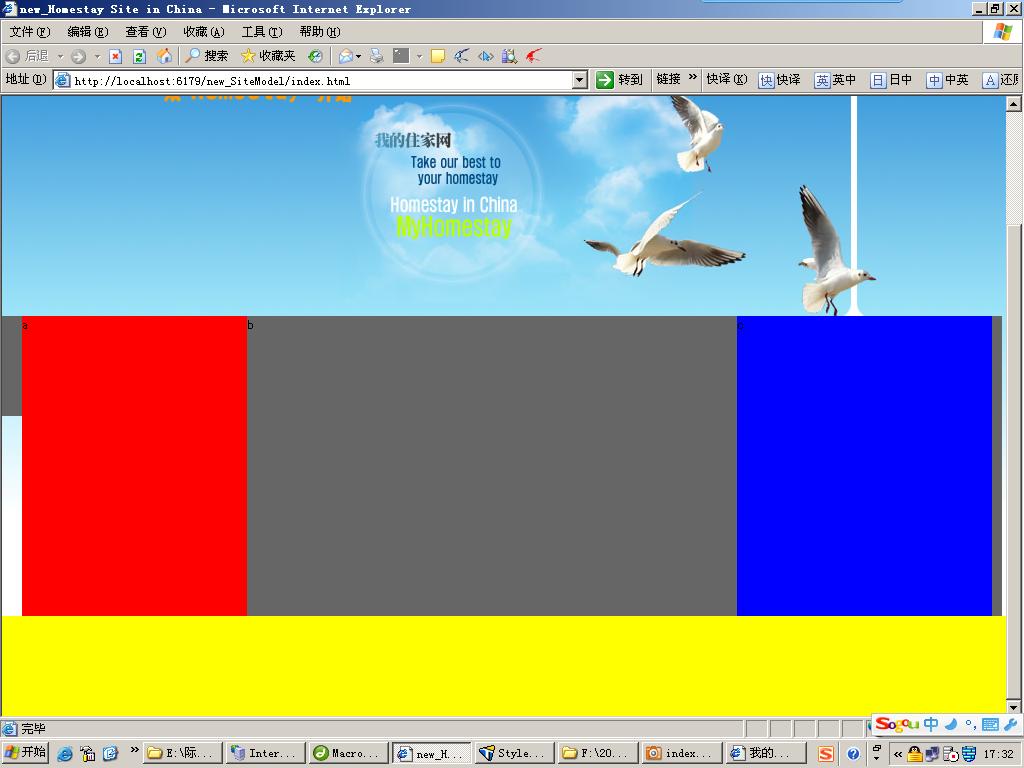 new_Homestay Site in China - Microsoft Internet Explorer
文件(F) 编辑(E) 查看(V) 收藏(A) 工具(T) 帮助(H)
后退 搜索 收藏夹
地址(D) http://localhost:6179/new_SiteModel/index.html 转到 链接 » 快译(K) 快 快译 英 英中 日 日中 中 中英 A
我的住家网
Take our best to
your homestay
Homestay in China
MyHomestay
a b c
完毕
Sogou 中
开始 » E:\际... Inter... Macro... new_H... Style... F:\20... index... 我的... S ? « 17:32